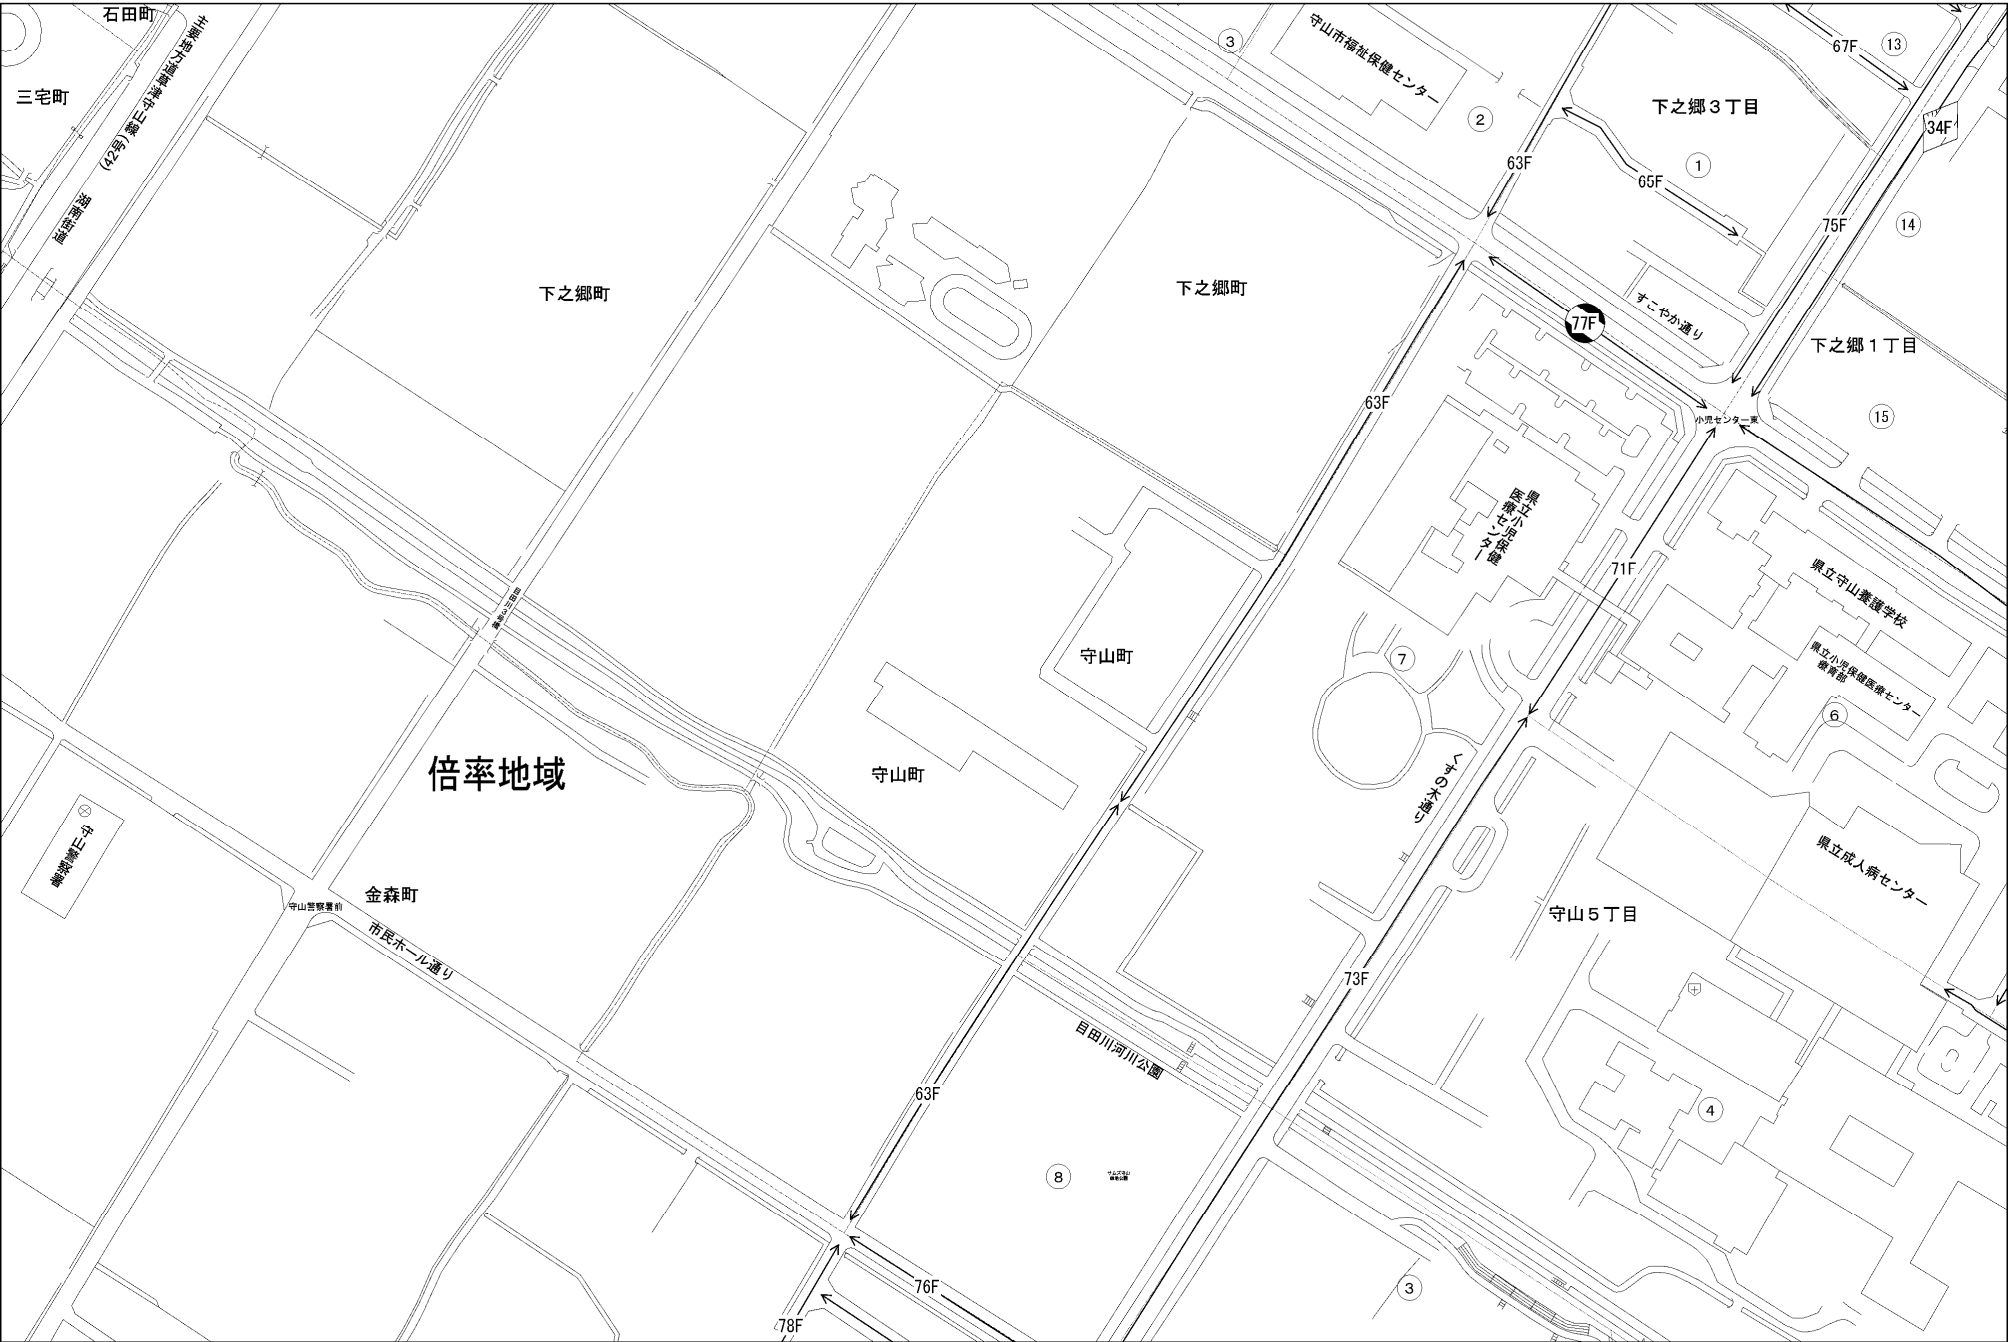 石田町
主要地方道草津守山線
(42号)
湖南街道
三宅町
3
守山市福祉保健センター
2
67F
13
下之郷3丁目
34F
63F
65F
1
75F
14
下之郷町
下之郷町
77F
すこやか通り
下之郷1丁目
63F
小児センター東
15
県立小児保健
医療センター
71F
県立守山養護学校
県立小児保健医療センター
療育部
6
目田川3号橋
守山町
7
倍率地域
守山町
くすの木通り
守山警察署
県立成人病センター
金森町
守山警察署前
市民ホール通り
守山5丁目
73F
目田川河川公園
63F
4
8
76F
3
78F